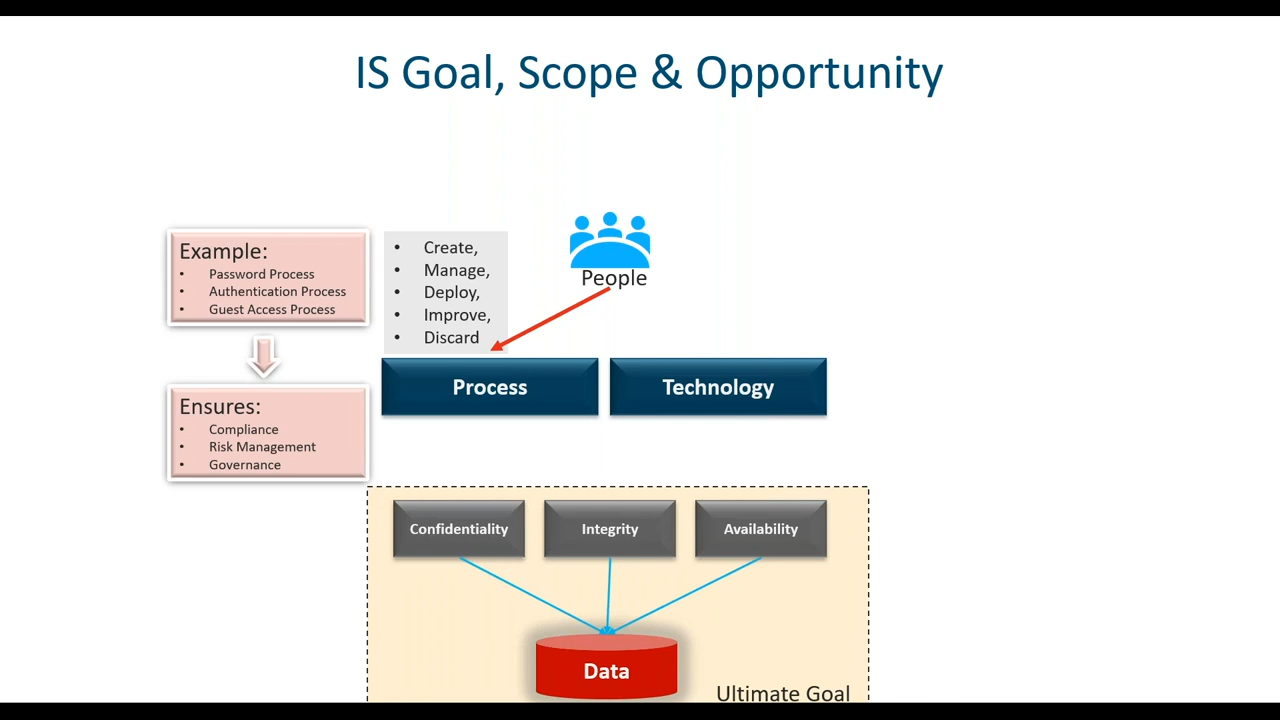 IS Goal, Scope & Opportunity
Example:
• Password Process
• Authentication Process
• Guest Access Process
• Create,
• Manage,
• Deploy,
• Improve,
• Discard
People
Process
Technology
Ensures:
• Compliance
• Risk Management
• Governance
Confidentiality
Integrity
Availability
Data
Ultimate Goal